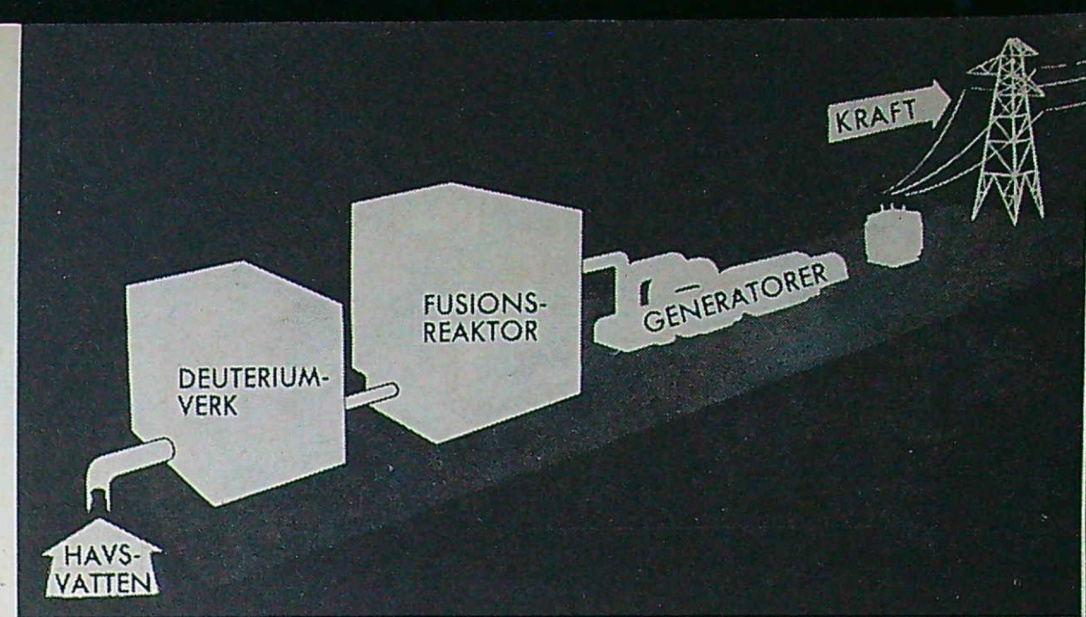 HAVS-
VATTEN
DEUTERIUM-
VERK
FUSIONS-
REAKTOR
GENERATORER
KRAFT